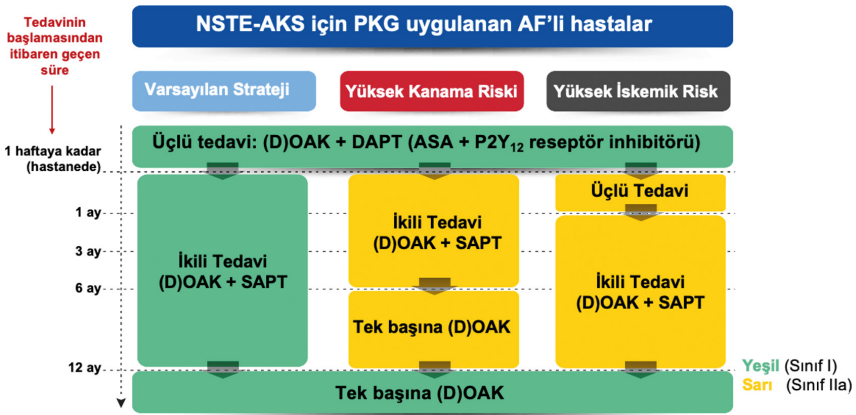 Tedavinin
başlamasından
itibaren geçen
süre
NSTE-AKS için PKG uygulanan AF’li hastalar
Varsayılan Strateji
Yüksek Kanama Riski
Yüksek İskemik Risk
1 haftaya kadar
(hastanede)
Üçlü tedavi: (D)OAK + DAPT (ASA + P2Y₁₂ reseptör inhibitörü)
1 ay
3 ay
6 ay
12 ay
İkili Tedavi
(D)OAK + SAPT
İkili Tedavi
(D)OAK + SAPT
Tek başına (D)OAK
Üçlü Tedavi
İkili Tedavi
(D)OAK + SAPT
Tek başına (D)OAK
Yeşil (Sınıf I)
Sarı (Sınıf IIa)